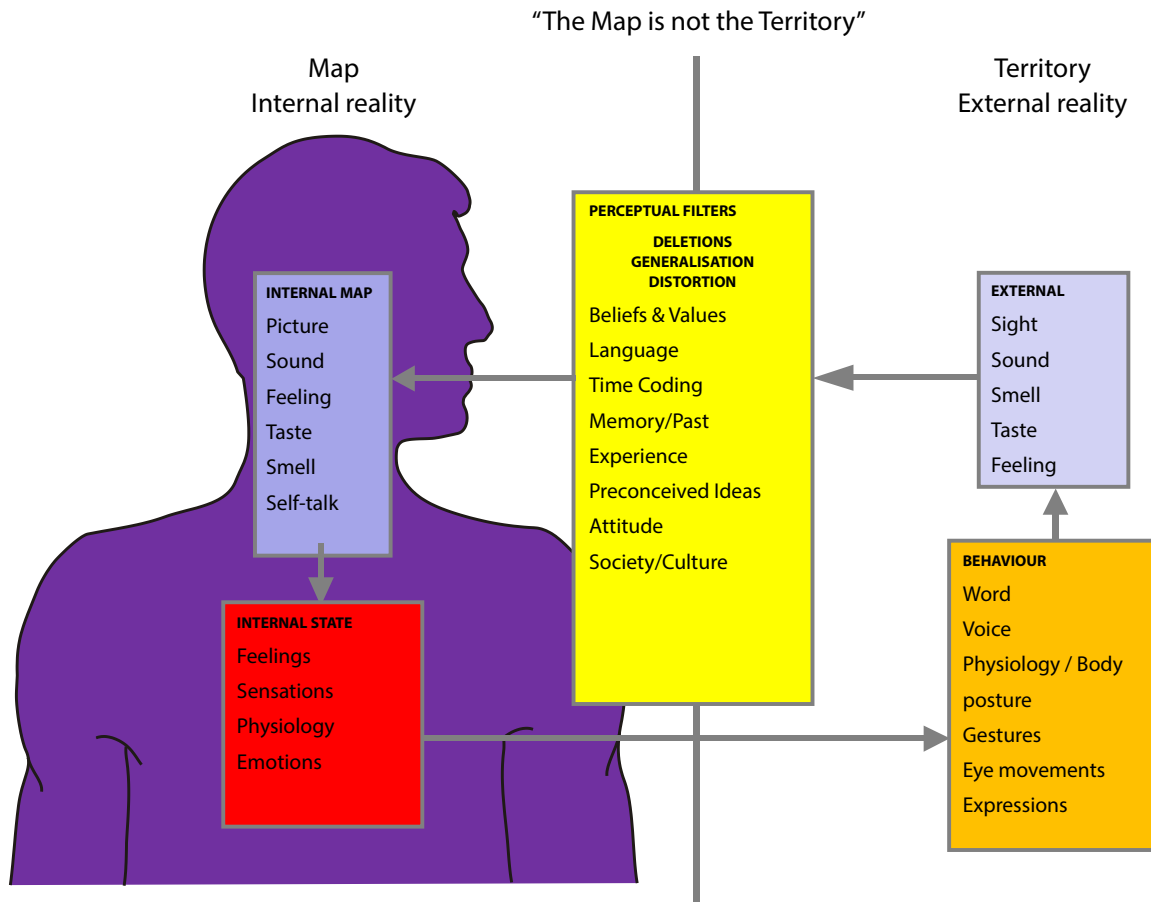 “The Map is not the Territory”
Map
Internal reality
Territory
External reality
INTERNAL MAP
Picture
Sound
Feeling
Taste
Smell
Self-talk
INTERNAL STATE
Feelings
Sensations
Physiology
Emotions
PERCEPTUAL FILTERS
DELETIONS
GENERALISATION
DISTORTION
Beliefs & Values
Language
Time Coding
Memory/Past
Experience
Preconceived Ideas
Attitude
Society/Culture
EXTERNAL
Sight
Sound
Smell
Taste
Feeling
BEHAVIOUR
Word
Voice
Physiology / Body
posture
Gestures
Eye movements
Expressions